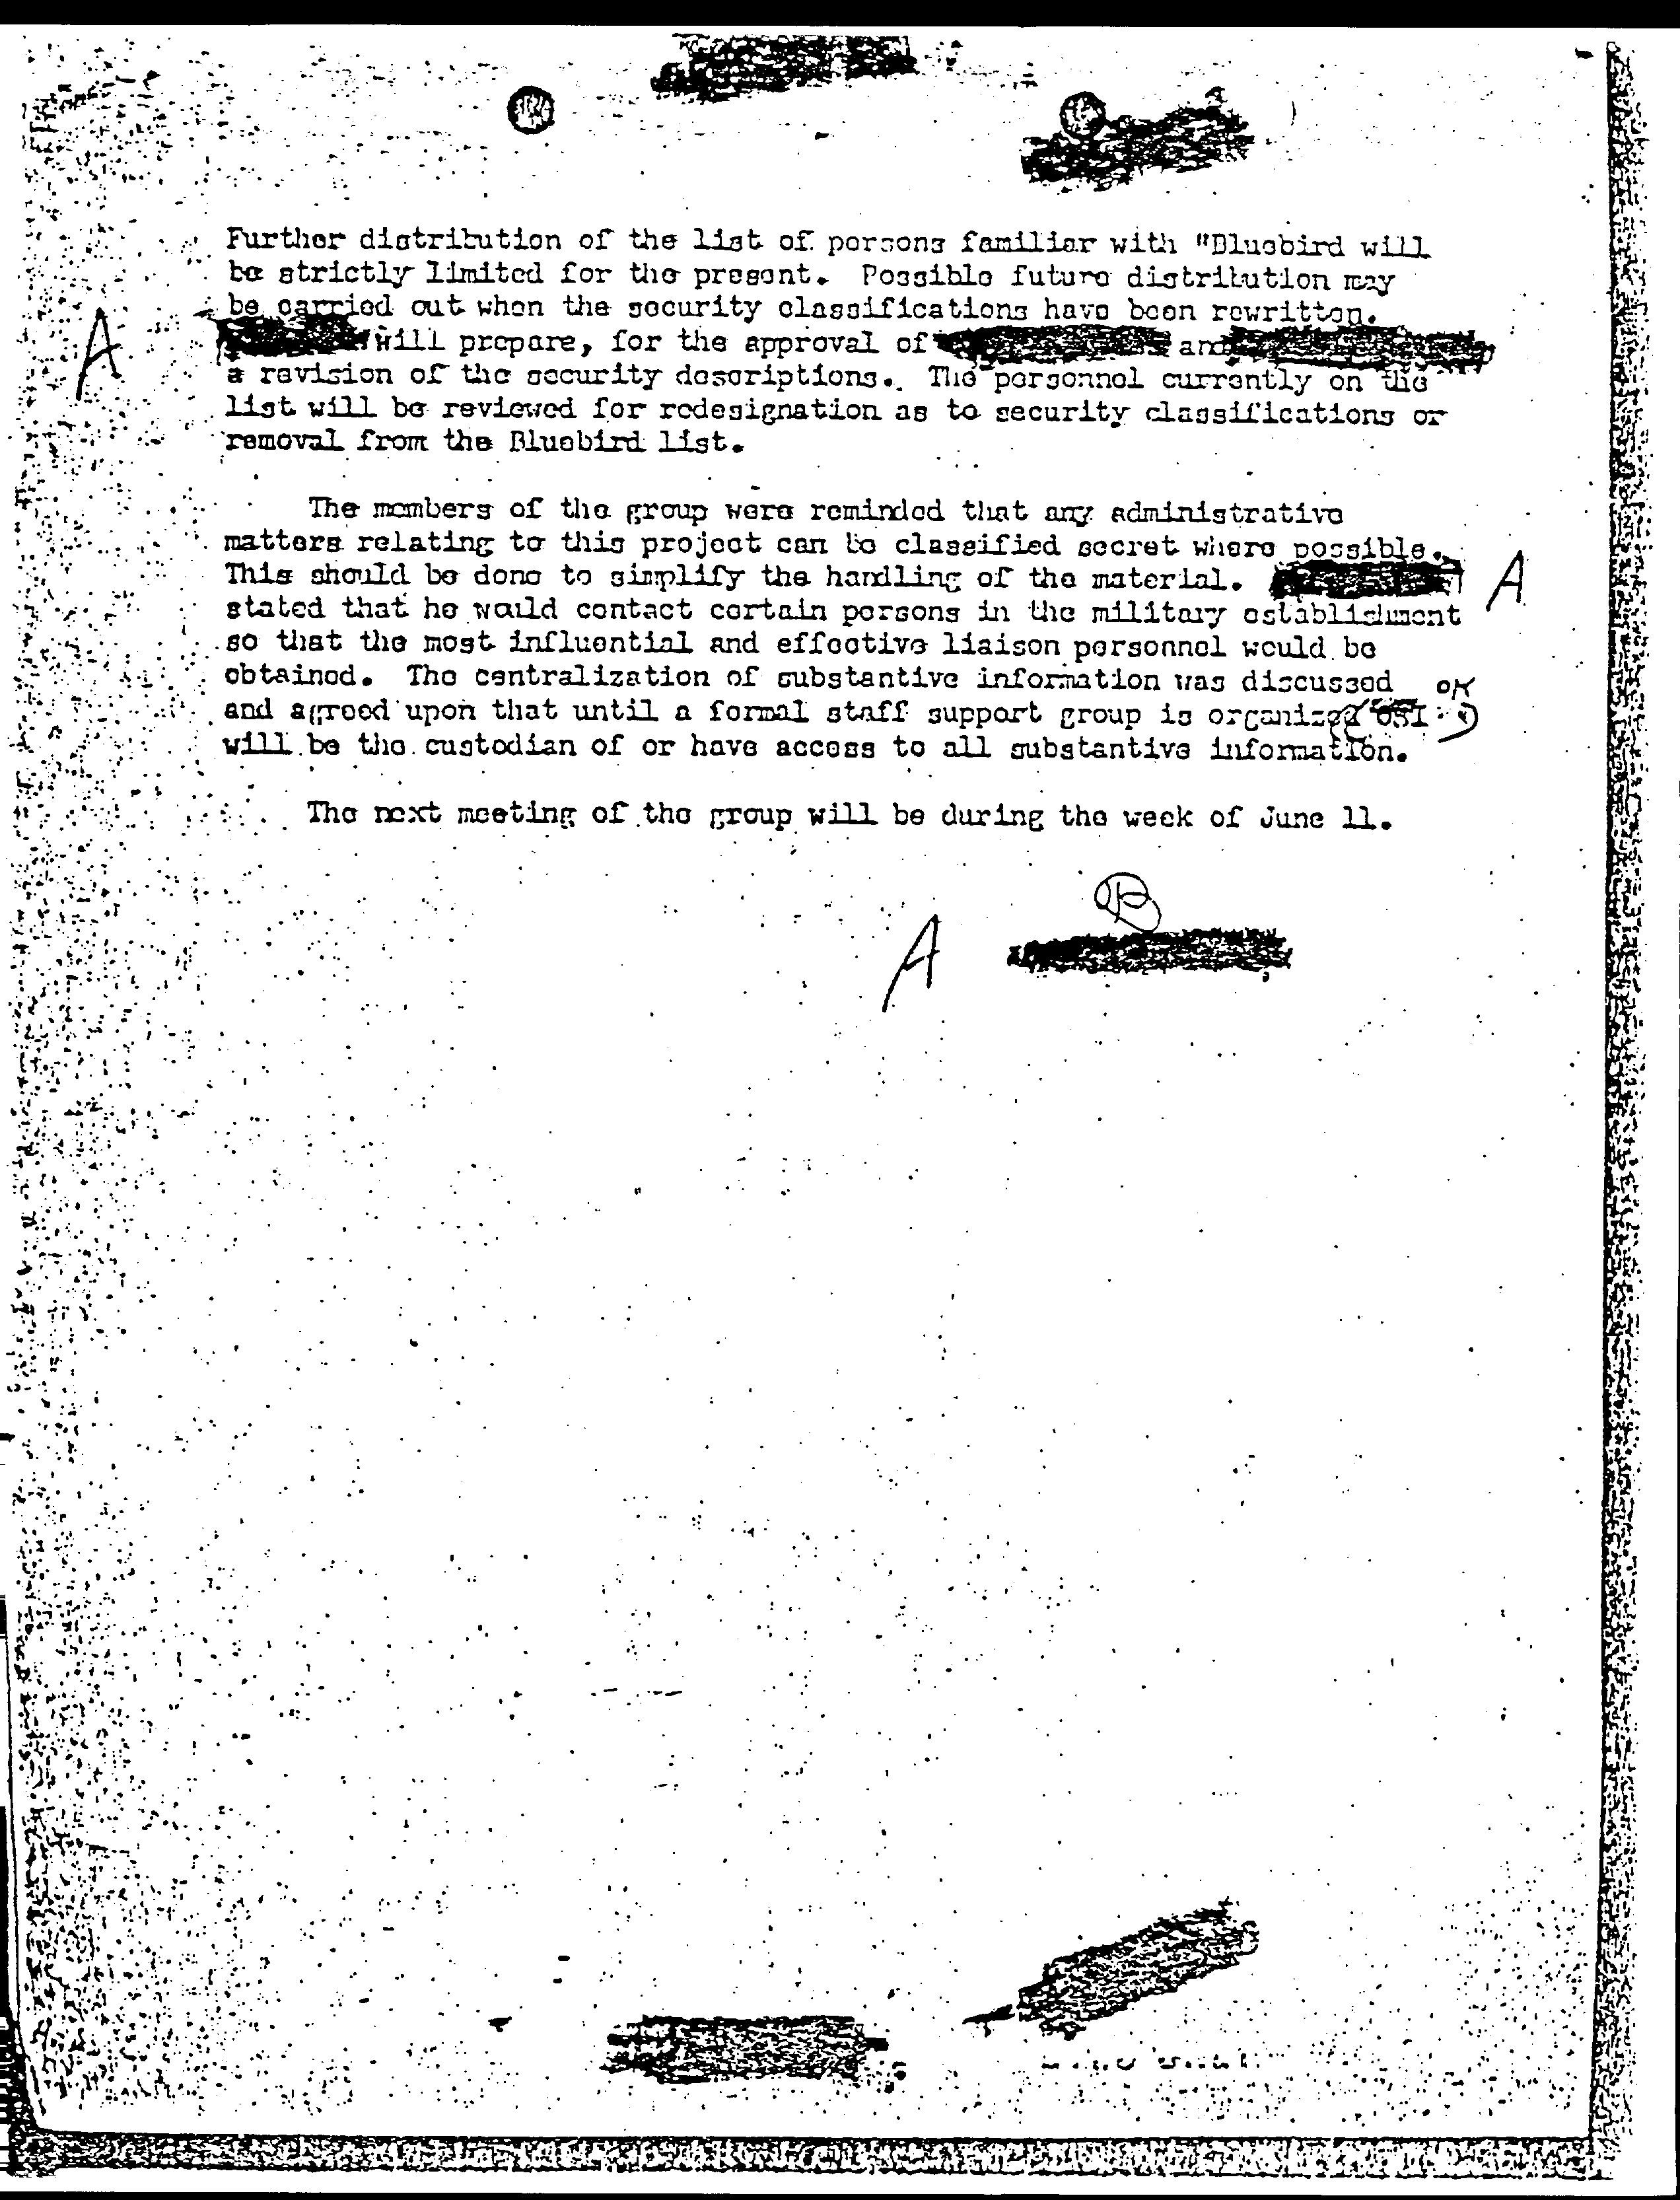 Further distribution of the list of persons familiar with "Bluebird will
be strictly limited for the present. Possible future distribution may
be carried out when the security classifications have been rewritten.
A
will prepare, for the approval of and
a revision of the security descriptions. The personnel currently on the
list will be reviewed for redesignation as to security classifications or
removal from the Bluebird list.
The members of the group were reminded that any administrative
matters relating to this project can be classified secret where possible.
This should be done to simplify the handling of the material. A
stated that he would contact certain persons in the military establishment
so that the most influential and effective liaison personnel would be
obtained. The centralization of substantive information was discussed
OK
and agreed upon that until a formal staff support group is organized OSI
will be the custodian of or have access to all substantive information.
The next meeting of the group will be during the week of June 11.
B
A